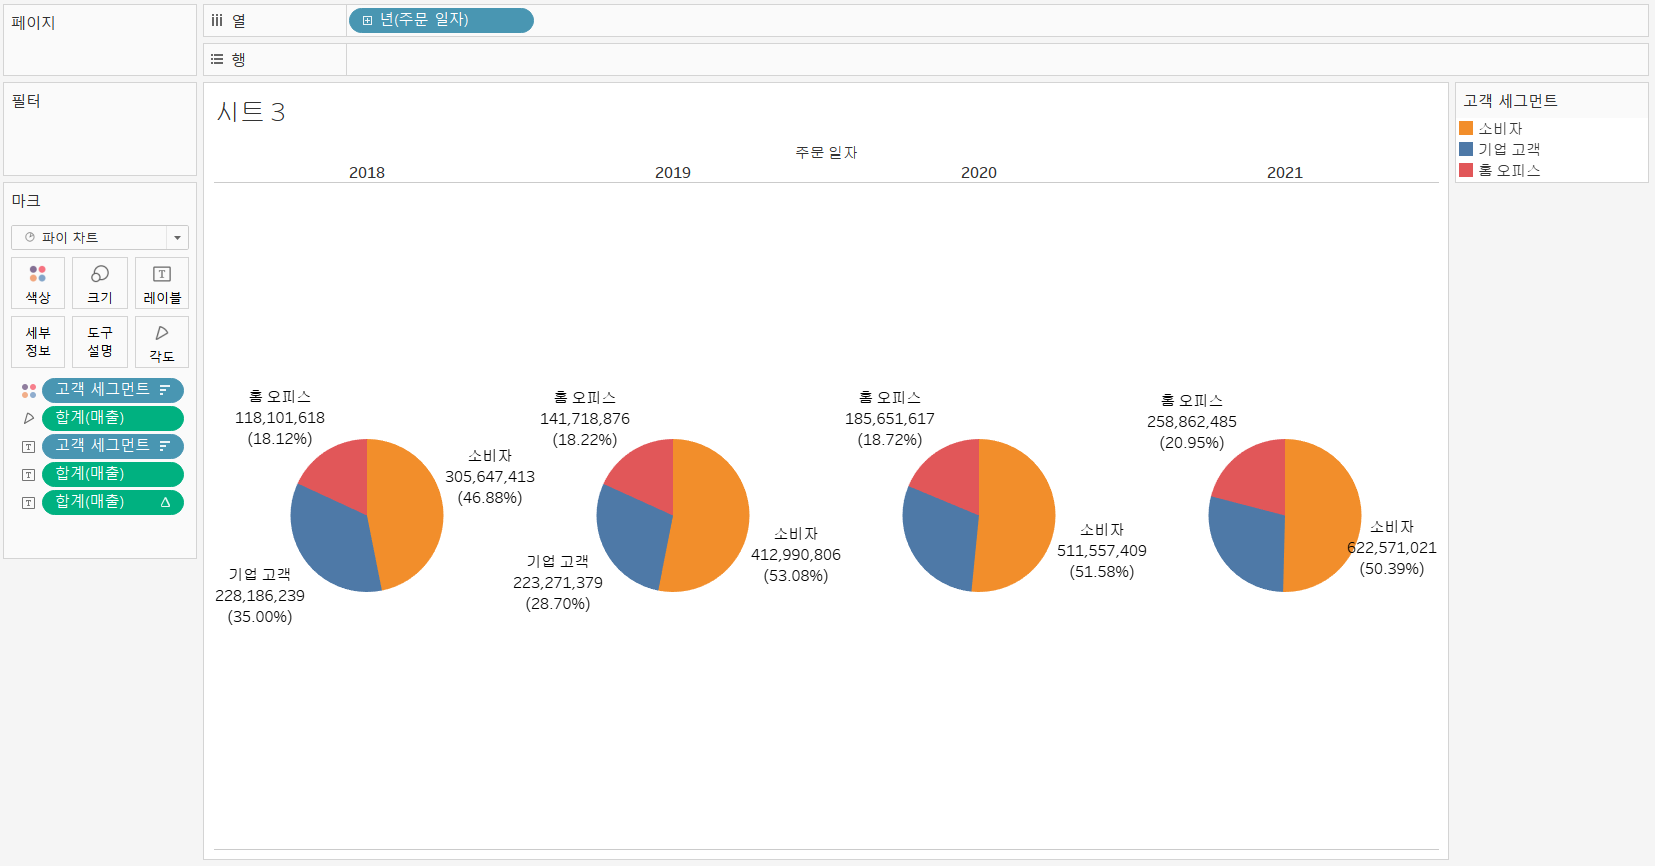 페이지
열
년(주문 일자)
행
필터
마크
파이 차트
색상
크기
레이블
세부
정보
도구
설명
각도
고객 세그먼트
합계(매출)
고객 세그먼트
합계(매출)
합계(매출)
시트 3
주문 일자
2018
2019
2020
2021
홈 오피스
118,101,618
(18.12%)
소비자
305,647,413
(46.88%)
기업 고객
228,186,239
(35.00%)
홈 오피스
141,718,876
(18.22%)
소비자
412,990,806
(53.08%)
기업 고객
223,271,379
(28.70%)
홈 오피스
185,651,617
(18.72%)
소비자
511,557,409
(51.58%)
홈 오피스
258,862,485
(20.95%)
소비자
622,571,021
(50.39%)
고객 세그먼트
소비자
기업 고객
홈 오피스